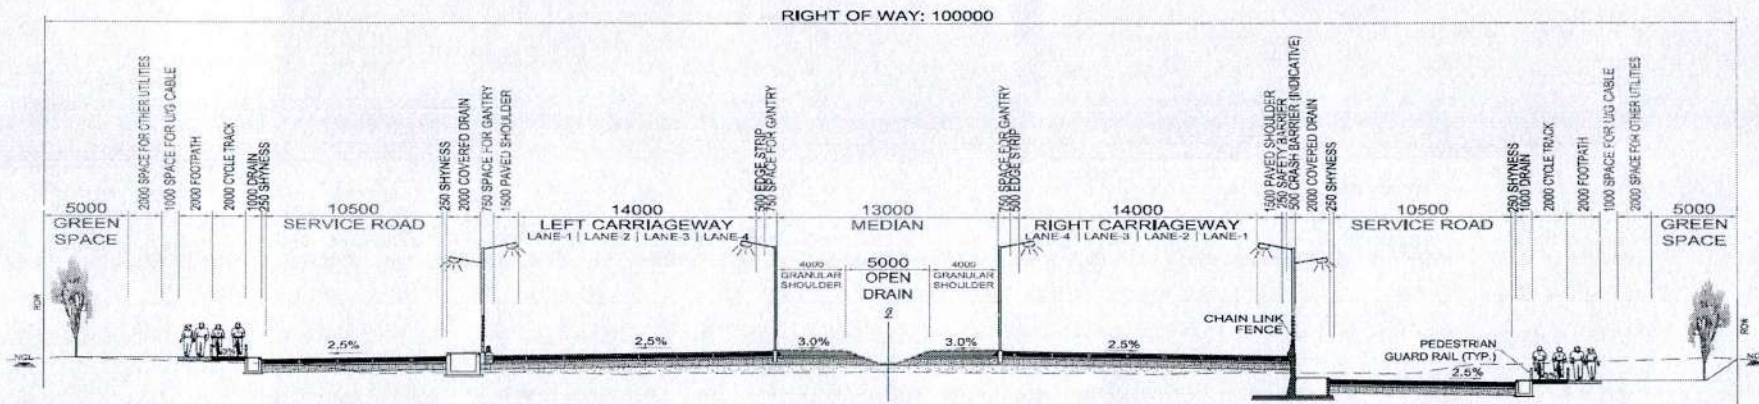 RIGHT OF WAY: 100000
5000
GREEN
SPACE
2000 SPACE FOR OTHER UTILITIES
1000 SPACE FOR U/G CABLE
2000 FOOTPATH
2000 CYCLE TRACK
1000 DRAIN
250 SHYNESS
10500
SERVICE ROAD
250 SHYNESS
2000 COVERED DRAIN
750 SPACE FOR GANTRY
1500 PAVED SHOULDER
14000
LEFT CARRIAGEWAY
LANE-1 | LANE-2 | LANE-3 | LANE-4
500 EDGE STRIP
750 SPACE FOR GANTRY
13000
MEDIAN
4000
GRANULAR
SHOULDER
5000
OPEN
DRAIN
4000
GRANULAR
SHOULDER
750 SPACE FOR GANTRY
500 EDGE STRIP
14000
RIGHT CARRIAGEWAY
LANE-4 | LANE-3 | LANE-2 | LANE-1
1500 PAVED SHOULDER
250 SAFETY BARRIER
500 CRASH BARRIER (INDICATIVE)
2000 COVERED DRAIN
250 SHYNESS
10500
SERVICE ROAD
250 SHYNESS
1000 DRAIN
2000 CYCLE TRACK
2000 FOOTPATH
1000 SPACE FOR U/G CABLE
2000 SPACE FOR OTHER UTILITIES
5000
GREEN
SPACE
ROW
ROW
CHAIN LINK
FENCE
PEDESTRIAN
GUARD RAIL (TYP.)
NGL
2.5%
2.5%
3.0%
3.0%
2.5%
2.5%